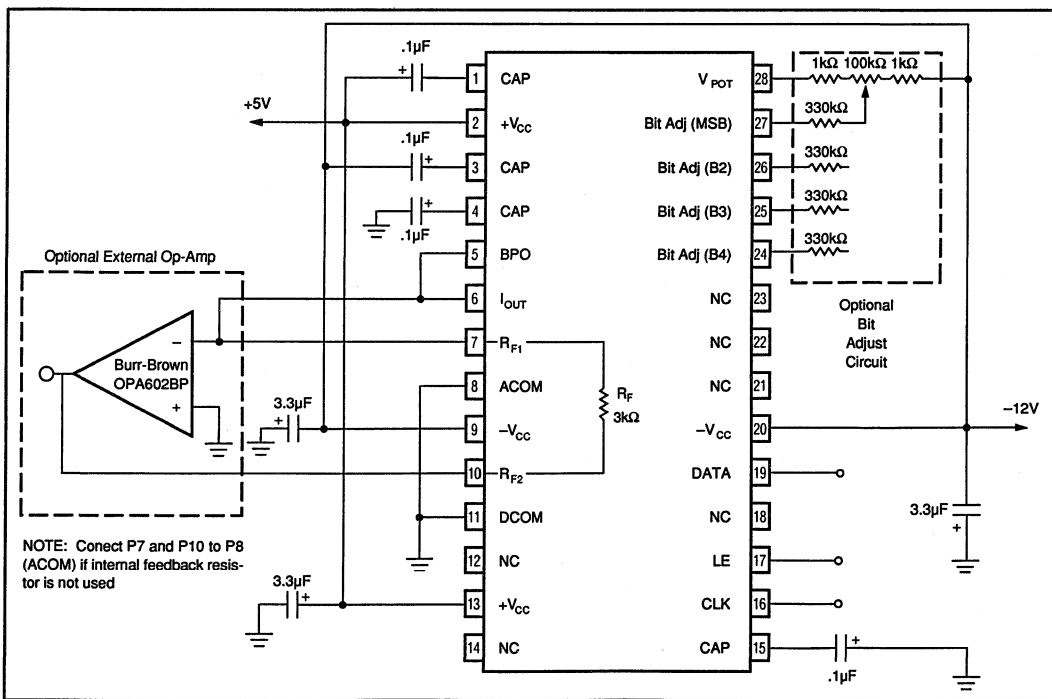 .1µF
1 CAP
+5V
2 +VCC
.1µF
3 CAP
4 CAP
.1µF
5 BPO
6 IOUT
7 RF1
8 ACOM
9 –VCC
10 RF2
11 DCOM
12 NC
13 +VCC
14 NC
RF
3kΩ
VPOT 28
Bit Adj (MSB) 27
Bit Adj (B2) 26
Bit Adj (B3) 25
Bit Adj (B4) 24
NC 23
NC 22
NC 21
–VCC 20
DATA 19
NC 18
LE 17
CLK 16
CAP 15
1kΩ 100kΩ 1kΩ
330kΩ
330kΩ
330kΩ
330kΩ
Optional
Bit
Adjust
Circuit
–12V
3.3µF
+
.1µF
+
Optional External Op-Amp
–
Burr-Brown
OPA602BP
+
3.3µF
+
NOTE: Conect P7 and P10 to P8
(ACOM) if internal feedback resis-
tor is not used
3.3µF
+
+
+
+